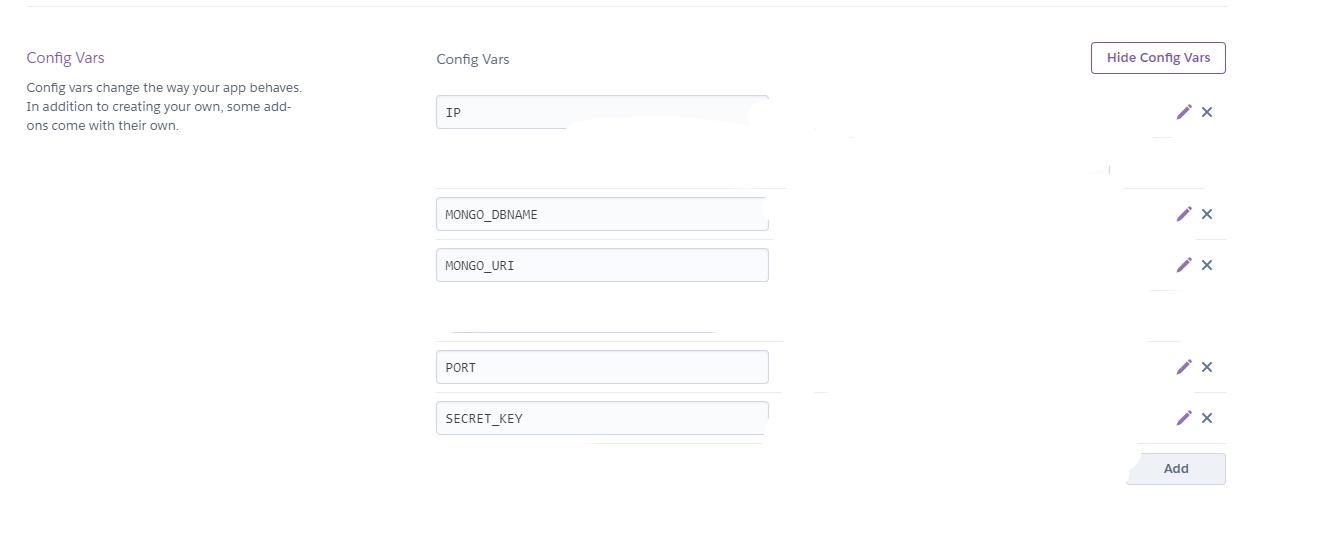 Config Vars
Config vars change the way your app behaves.
In addition to creating your own, some add-
ons come with their own.
Config Vars
Hide Config Vars
IP
MONGO_DBNAME
MONGO_URI
PORT
SECRET_KEY
Add